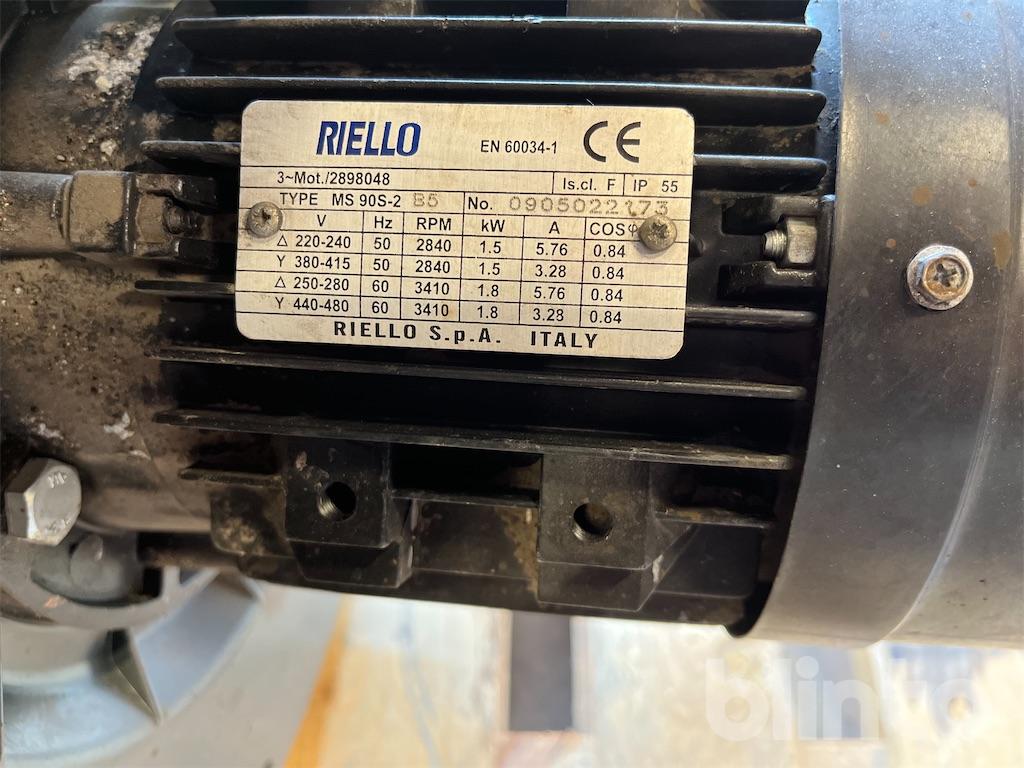 RIELLO EN 60034-1 CE
3~Mot./2898048 Is.cl. F IP 55
TYPE MS 90S-2 B5 No. 0905022173
V Hz RPM kW A COSφ
Δ 220-240 50 2840 1.5 5.76 0.84
Y 380-415 50 2840 1.5 3.28 0.84
Δ 250-280 60 3410 1.8 5.76 0.84
Y 440-480 60 3410 1.8 3.28 0.84
RIELLO S.p.A. ITALY
blinto